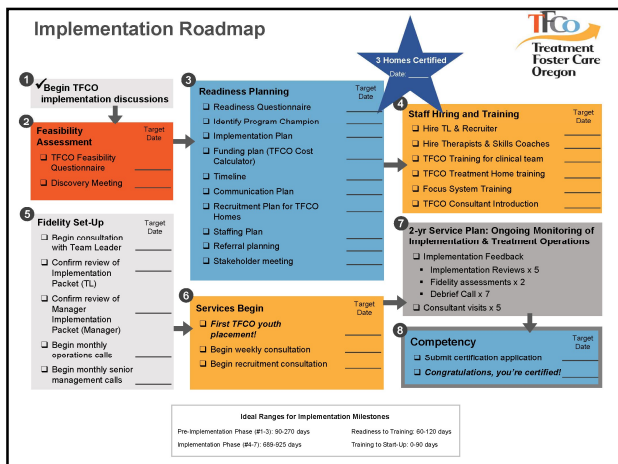 Implementation Roadmap
TFCO
Treatment
Foster Care
Oregon
3 Homes Certified
Date: ____
1
✓Begin TFCO
implementation discussions
2
Feasibility
Assessment
Target
Date
❑ TFCO Feasibility
Questionnaire
❑ Discovery Meeting
3
Readiness Planning
Target
Date
❑ Readiness Questionnaire
❑ Identify Program Champion
❑ Implementation Plan
❑ Funding plan (TFCO Cost
Calculator)
❑ Timeline
❑ Communication Plan
❑ Recruitment Plan for TFCO
Homes
❑ Staffing Plan
❑ Referral planning
❑ Stakeholder meeting
4
Staff Hiring and Training
Target
Date
❑ Hire TL & Recruiter
❑ Hire Therapists & Skills Coaches
❑ TFCO Training for clinical team
❑ TFCO Treatment Home training
❑ Focus System Training
❑ TFCO Consultant Introduction
5
Fidelity Set-Up
Target
Date
❑ Begin consultation
with Team Leader
❑ Confirm review of
Implementation
Packet (TL)
❑ Confirm review of
Manager
Implementation
Packet (Manager)
❑ Begin monthly
operations calls
❑ Begin monthly senior
management calls
6
Services Begin
Target
Date
❑ First TFCO youth
placement!
❑ Begin weekly consultation
❑ Begin recruitment consultation
7
2-yr Service Plan: Ongoing Monitoring of
Implementation & Treatment Operations
❑ Implementation Feedback
▪ Implementation Reviews x 5
▪ Fidelity assessments x 2
▪ Debrief Call x 7
❑ Consultant visits x 5
8
Competency
Target
Date
❑ Submit certification application
❑ Congratulations, you're certified!
Ideal Ranges for Implementation Milestones
Pre-Implementation Phase (#1-3): 90-270 days
Readiness to Training: 60-120 days
Implementation Phase (#4-7): 689-925 days
Training to Start-Up: 0-90 days